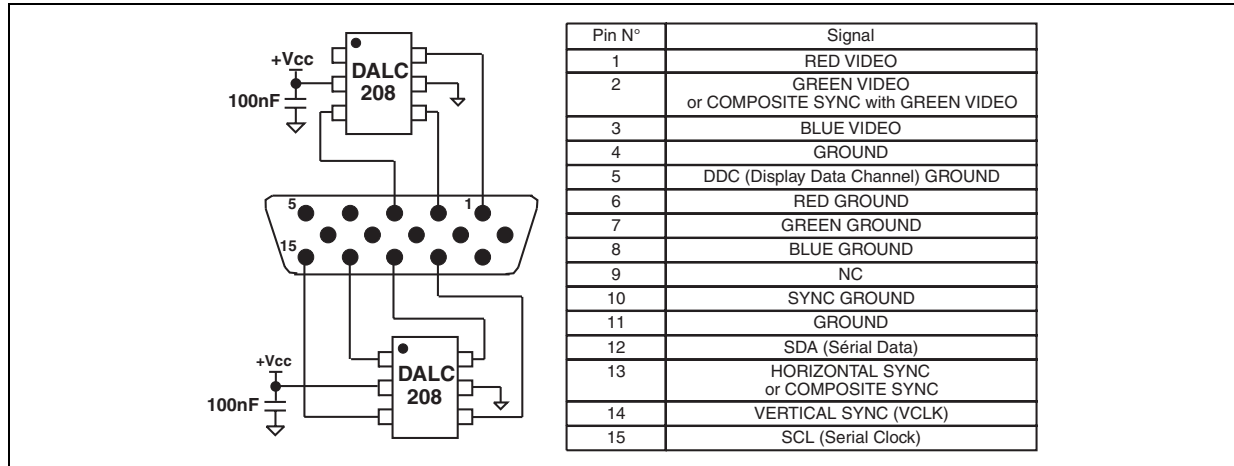 +Vcc
100nF
DALC
208
5
1
15
+Vcc
100nF
DALC
208
Pin N° Signal
1 RED VIDEO
2 GREEN VIDEO
or COMPOSITE SYNC with GREEN VIDEO
3 BLUE VIDEO
4 GROUND
5 DDC (Display Data Channel) GROUND
6 RED GROUND
7 GREEN GROUND
8 BLUE GROUND
9 NC
10 SYNC GROUND
11 GROUND
12 SDA (Sérial Data)
13 HORIZONTAL SYNC
or COMPOSITE SYNC
14 VERTICAL SYNC (VCLK)
15 SCL (Serial Clock)